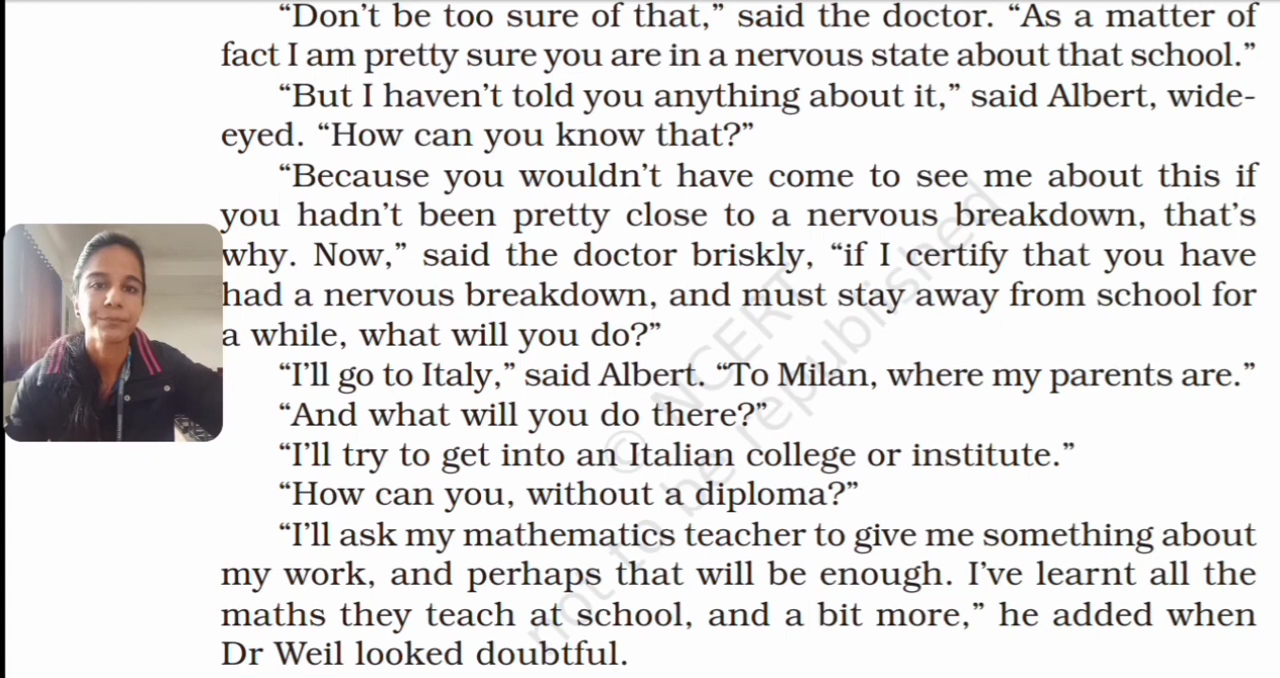 “Don’t be too sure of that,” said the doctor. “As a matter of
fact I am pretty sure you are in a nervous state about that school.”
“But I haven’t told you anything about it,” said Albert, wide-
eyed. “How can you know that?”
“Because you wouldn’t have come to see me about this if
you hadn’t been pretty close to a nervous breakdown, that’s
why. Now,” said the doctor briskly, “if I certify that you have
had a nervous breakdown, and must stay away from school for
a while, what will you do?”
“I’ll go to Italy,” said Albert. “To Milan, where my parents are.”
“And what will you do there?”
“I’ll try to get into an Italian college or institute.”
“How can you, without a diploma?”
“I’ll ask my mathematics teacher to give me something about
my work, and perhaps that will be enough. I’ve learnt all the
maths they teach at school, and a bit more,” he added when
Dr Weil looked doubtful.
© NCERT
not to be republished